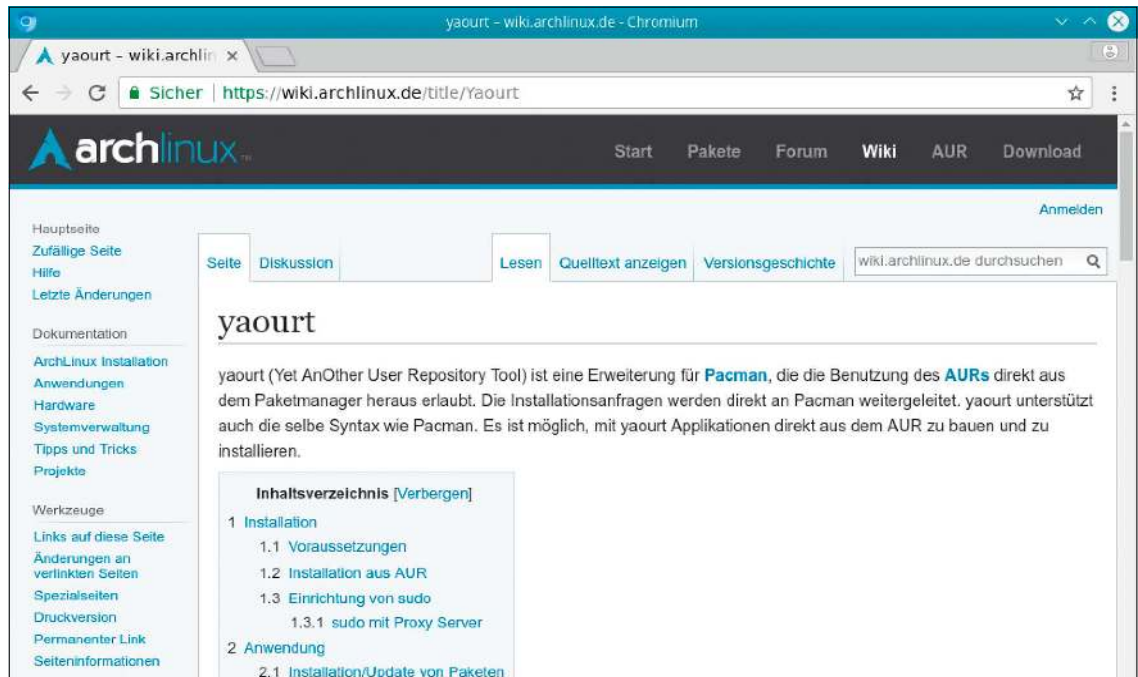 yaourt – wiki.archlinux.de - Chromium
yaourt – wiki.archlin
Sicher | https://wiki.archlinux.de/title/Yaourt
archlinux™
Start Pakete Forum Wiki AUR Download
Anmelden
Hauptseite
Zufällige Seite
Hilfe
Letzte Änderungen
Dokumentation
ArchLinux Installation
Anwendungen
Hardware
Systemverwaltung
Tipps und Tricks
Projekte
Werkzeuge
Links auf diese Seite
Änderungen an
verlinkten Seiten
Spezialseiten
Druckversion
Permanenter Link
Seiteninformationen
Seite Diskussion Lesen Quelltext anzeigen Versionsgeschichte wiki.archlinux.de durchsuchen
yaourt
yaourt (Yet AnOther User Repository Tool) ist eine Erweiterung für Pacman, die die Benutzung des AURs direkt aus
dem Paketmanager heraus erlaubt. Die Installationsanfragen werden direkt an Pacman weitergeleitet. yaourt unterstützt
auch die selbe Syntax wie Pacman. Es ist möglich, mit yaourt Applikationen direkt aus dem AUR zu bauen und zu
installieren.
Inhaltsverzeichnis [Verbergen]
1 Installation
1.1 Voraussetzungen
1.2 Installation aus AUR
1.3 Einrichtung von sudo
1.3.1 sudo mit Proxy Server
2 Anwendung
2.1 Installation/Update von Paketen